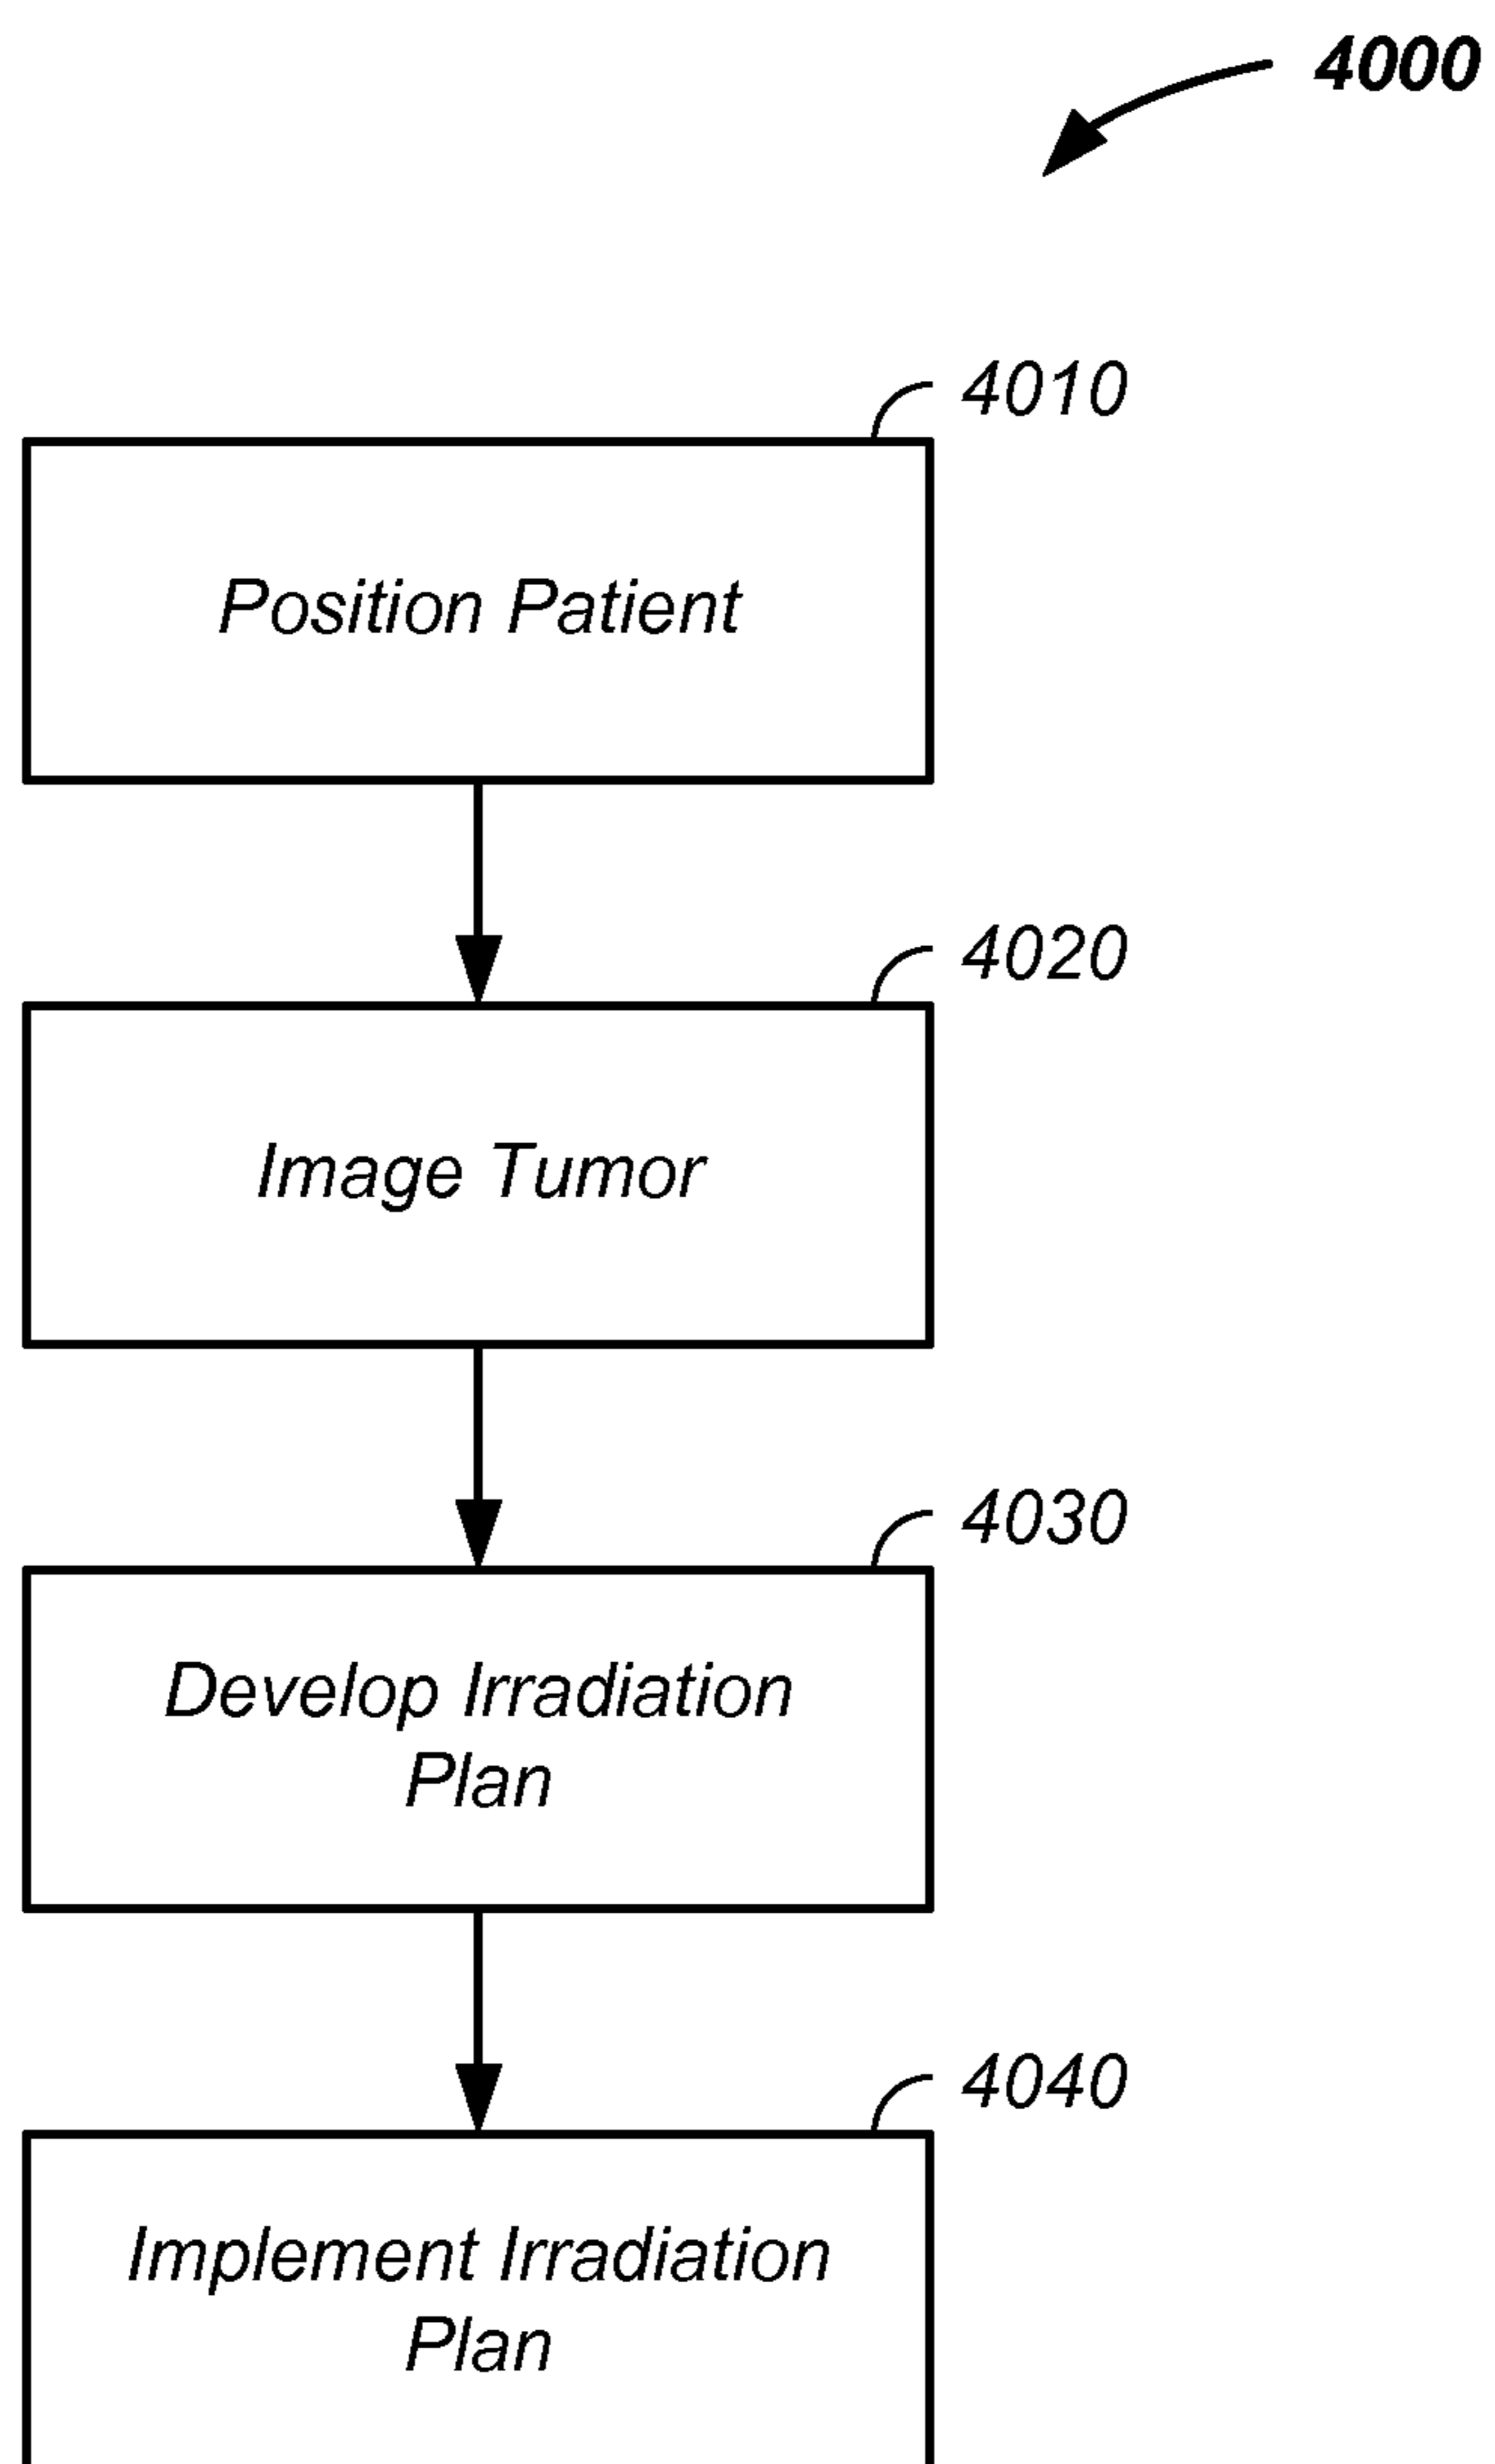 4000
4010
Position Patient
4020
Image Tumor
4030
Develop Irradiation
Plan
4040
Implement Irradiation
Plan